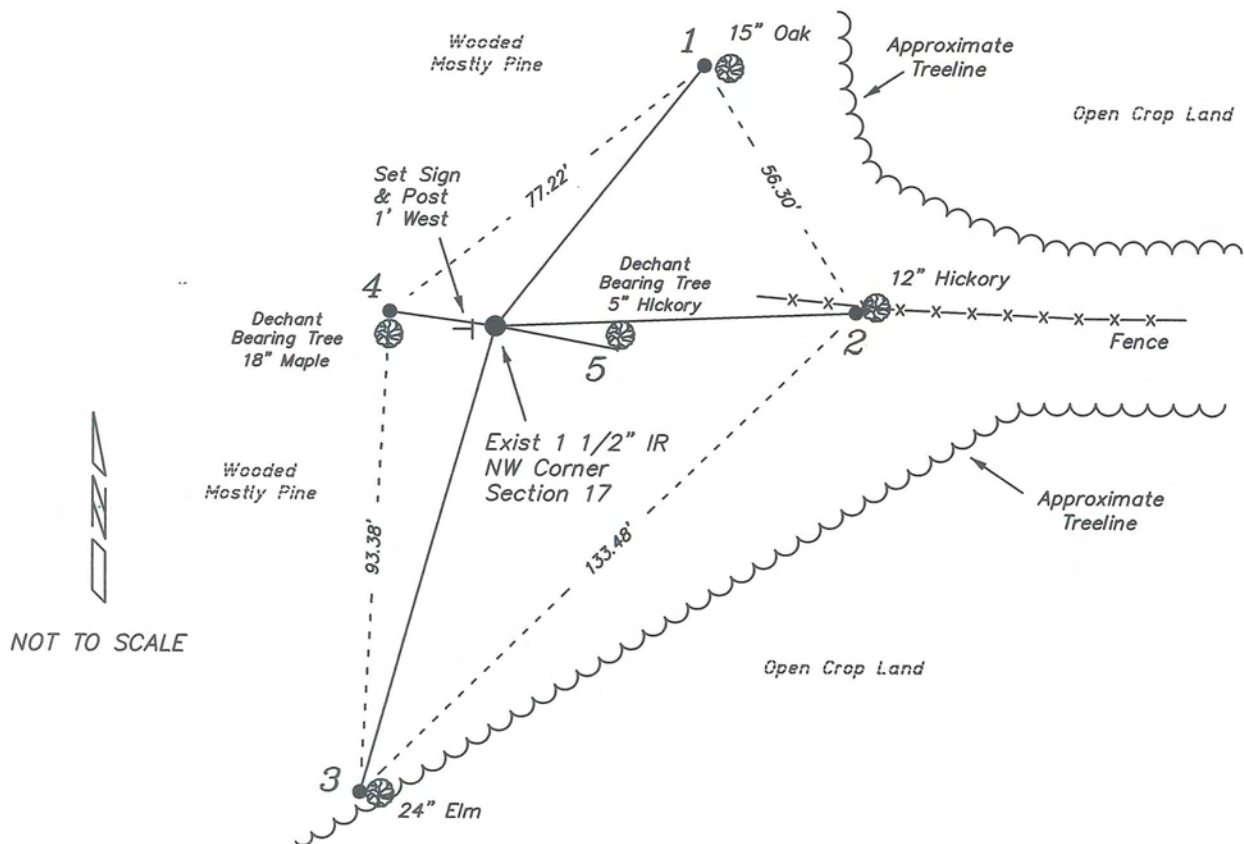 Wooded
Mostly Pine
1
15" Oak
Approximate
Treeline
Open Crop Land
Set Sign
& Post
1' West
77.22'
56.30'
4
Dechant
Bearing Tree
18" Maple
Dechant
Bearing Tree
5" Hickory
12" Hickory
5
2
Fence
Exist 1 1/2" IR
NW Corner
Section 17
Wooded
Mostly Pine
93.38'
133.48'
Approximate
Treeline
N
NOT TO SCALE
Open Crop Land
3
24" Elm